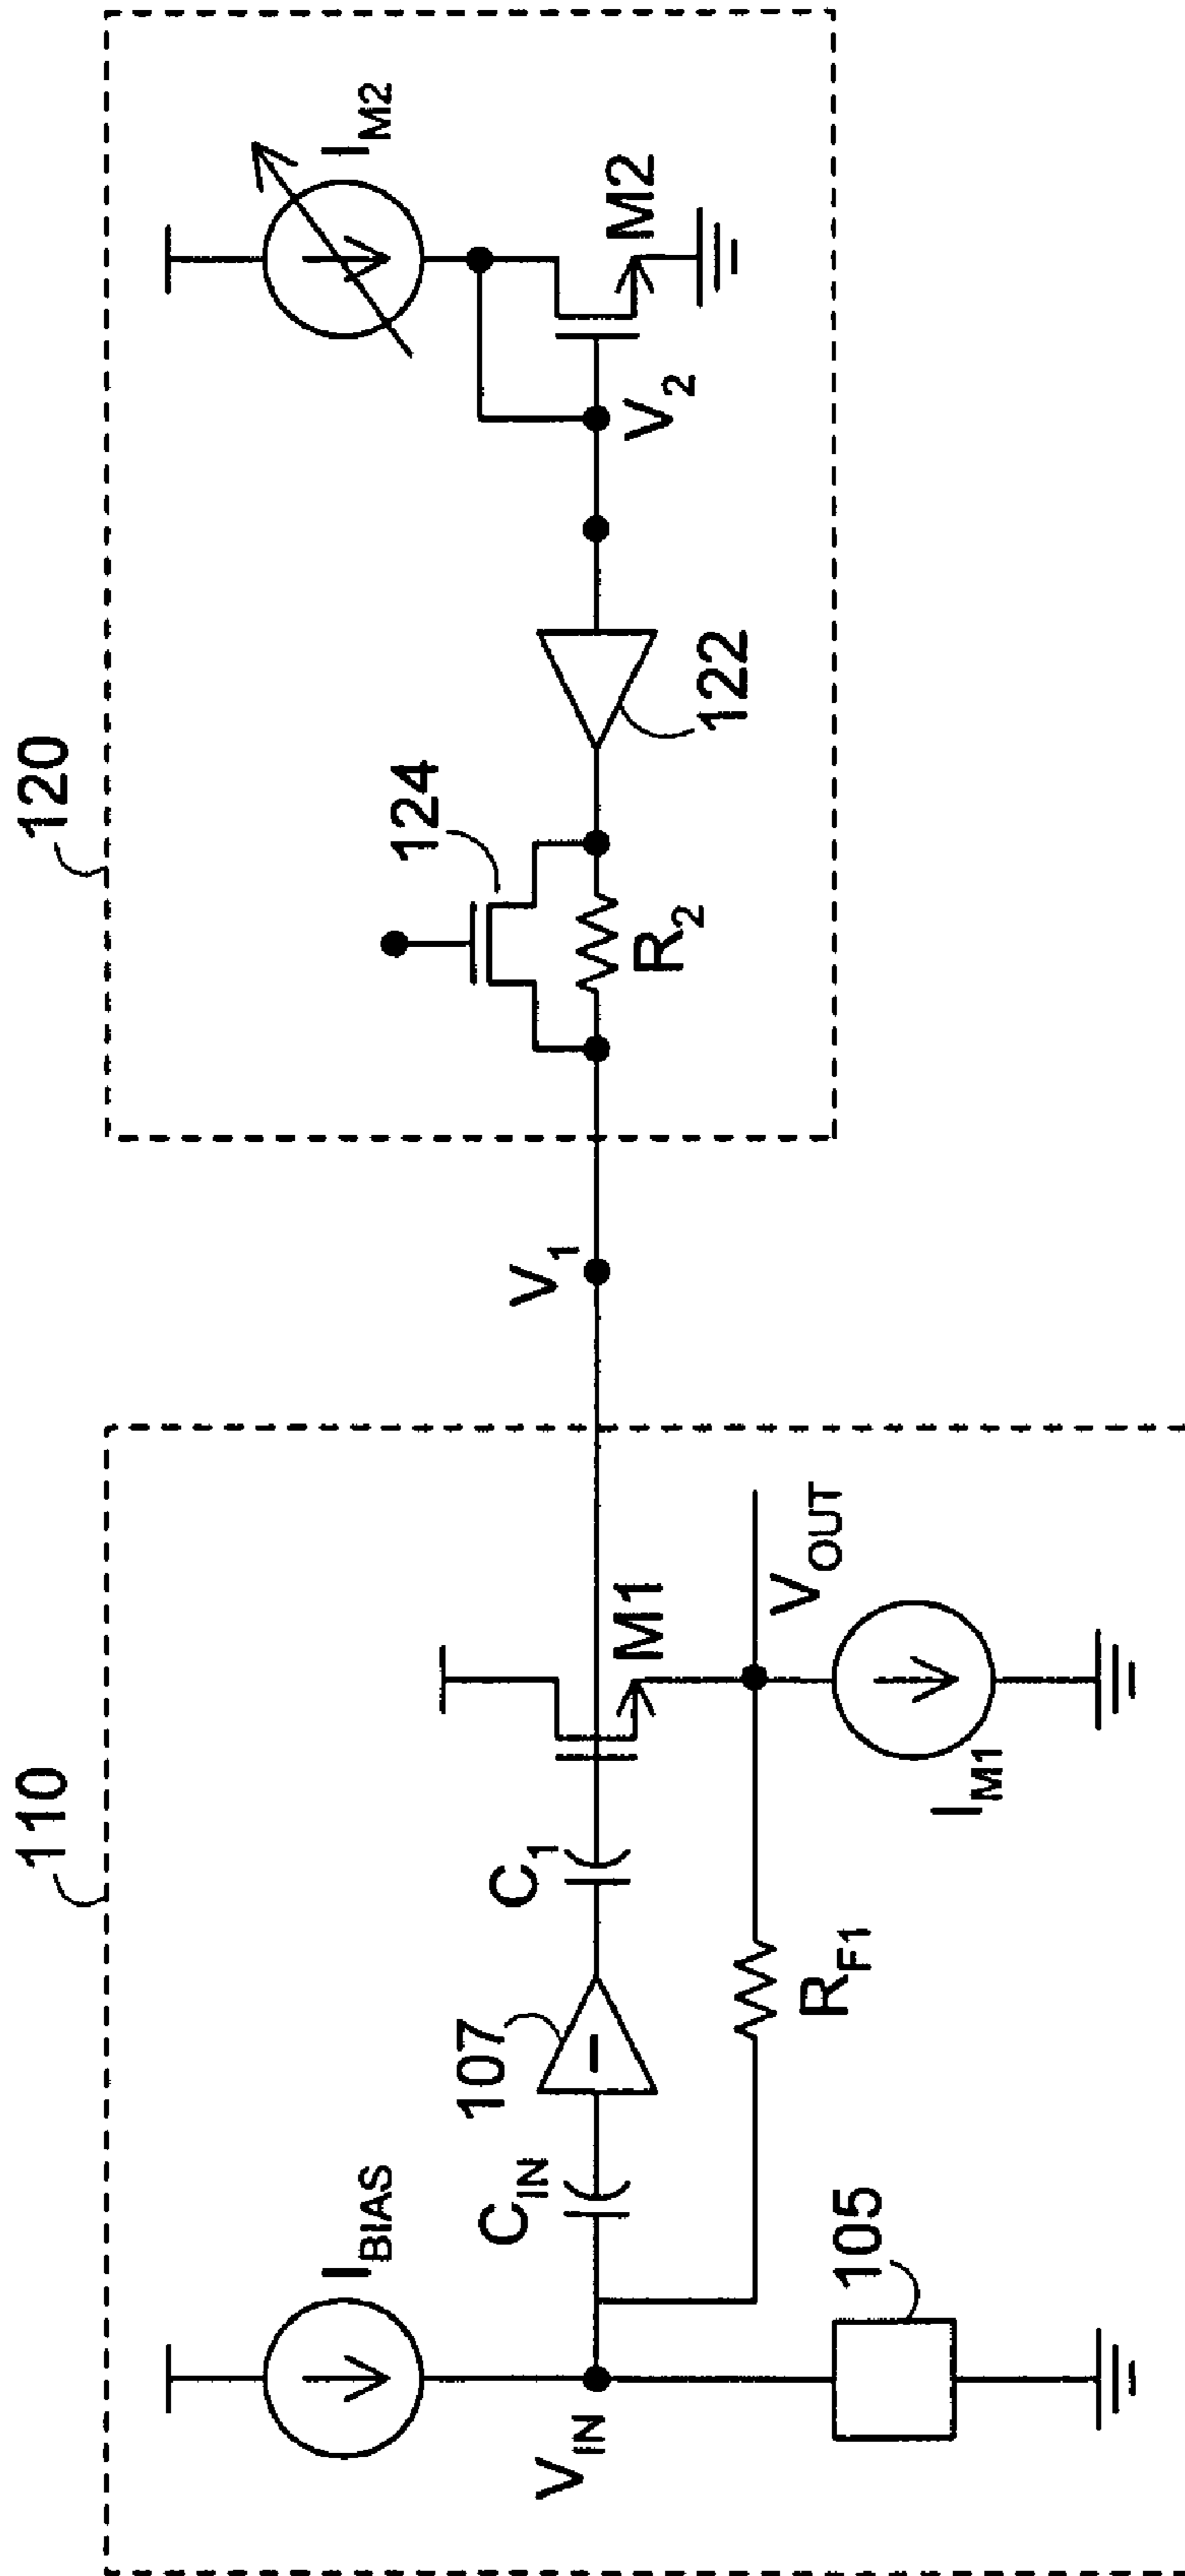 110
120
I_BIAS
V_IN
C_IN
107
C_1
M1
V_1
124
R_2
122
V_2
I_M2
M2
105
R_F1
V_OUT
I_M1